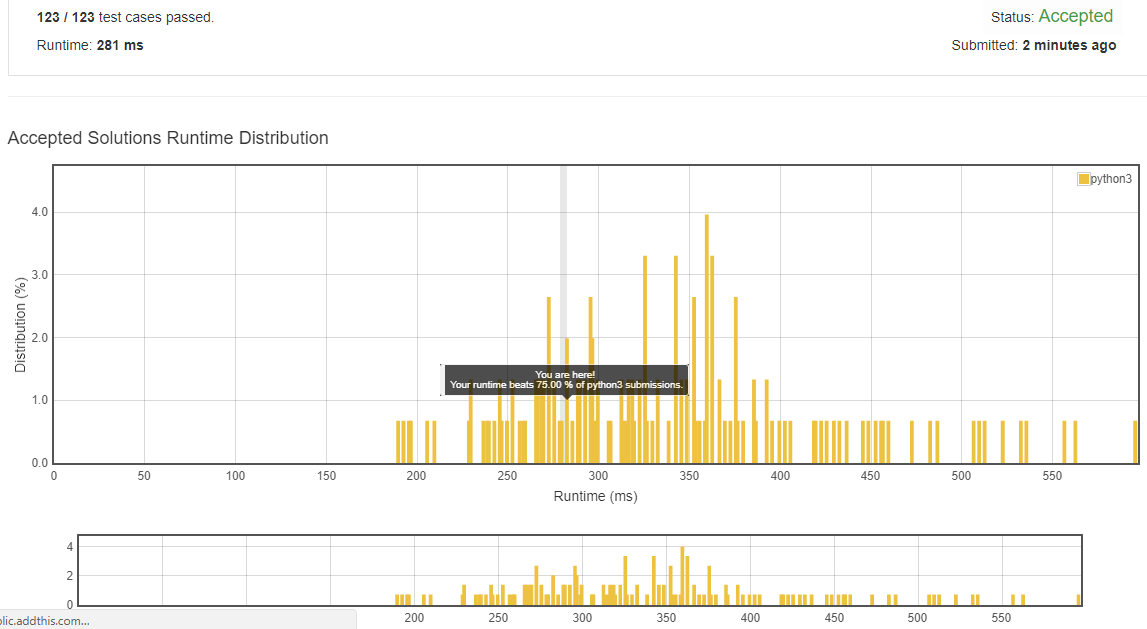 123 / 123 test cases passed.
Status: Accepted
Runtime: 281 ms
Submitted: 2 minutes ago
Accepted Solutions Runtime Distribution
python3
4.0
3.0
2.0
1.0
0.0
Distribution (%)
You are here!
Your runtime beats 75.00 % of python3 submissions.
0 50 100 150 200 250 300 350 400 450 500 550
Runtime (ms)
4
2
0
200 250 300 350 400 450 500 550
lic.addthis.com...